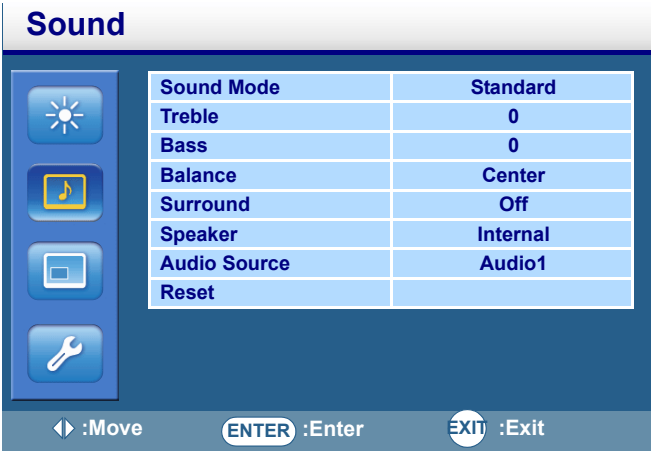 Sound
Sound Mode Standard
Treble 0
Bass 0
Balance Center
Surround Off
Speaker Internal
Audio Source Audio1
Reset
:Move ENTER :Enter EXIT :Exit